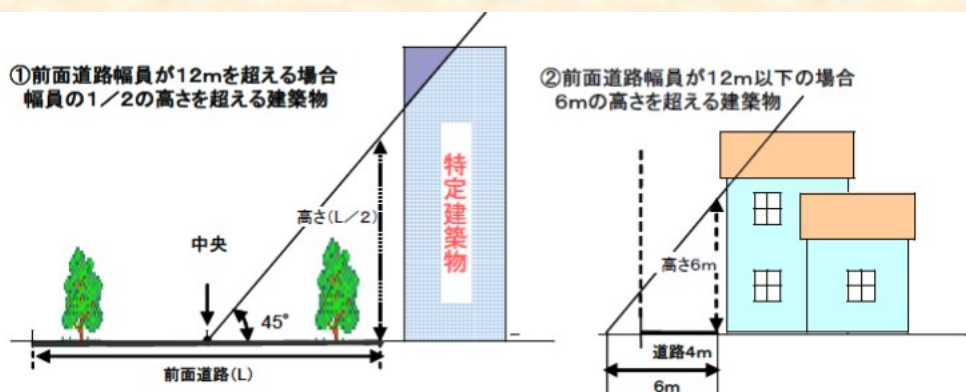 ①前面道路幅員が12mを超える場合
幅員の1/2の高さを超える建築物
特定建築物
高さ(L/2)
中央
45°
前面道路(L)
②前面道路幅員が12m以下の場合
6mの高さを超える建築物
高さ6m
道路4m
6m